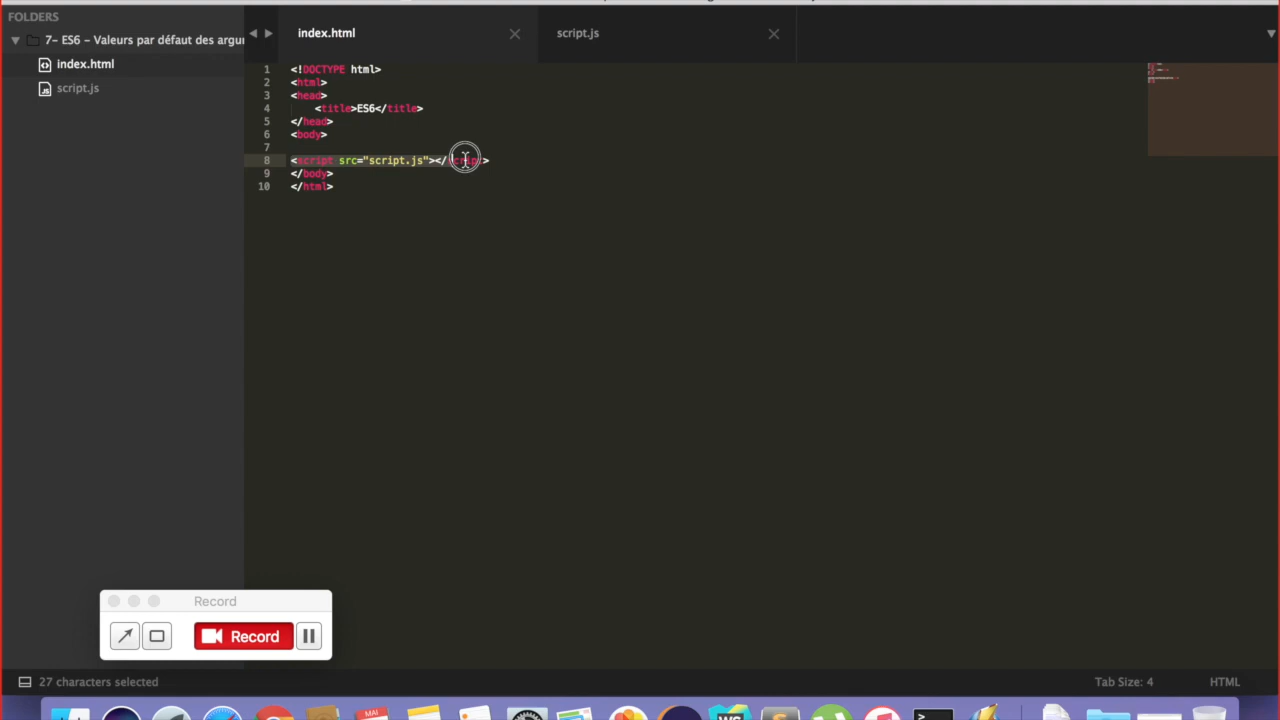 FOLDERS
7- ES6 - Valeurs par défaut des argu
index.html
script.js
index.html
script.js
1 <!DOCTYPE html>
2 <html>
3 <head>
4 <title>ES6</title>
5 </head>
6 <body>
7
8 <script src="script.js"></script>
9 </body>
10 </html>
Record
Record
27 characters selected
Tab Size: 4
HTML
MAI
WS